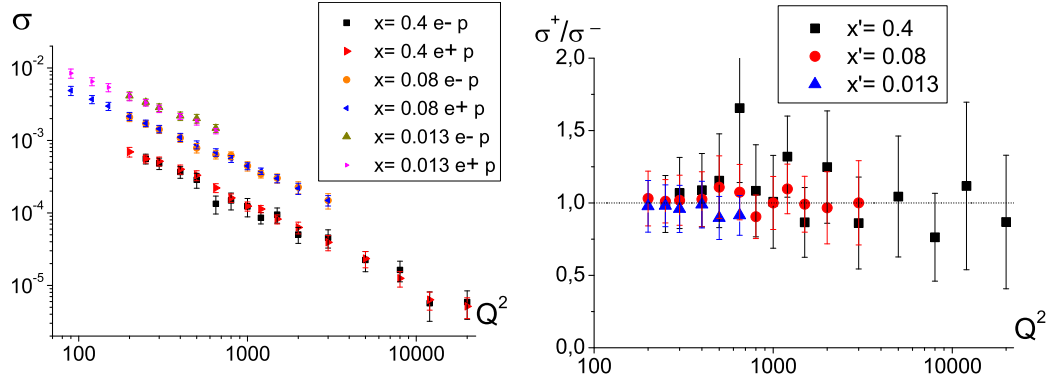 σ
x= 0.4 e- p
x= 0.4 e+ p
x= 0.08 e- p
x= 0.08 e+ p
x= 0.013 e- p
x= 0.013 e+ p
10⁻²
10⁻³
10⁻⁴
10⁻⁵
100
1000
10000
Q²
σ⁺/σ⁻
x'= 0.4
x'= 0.08
x'= 0.013
2,0
1,5
1,0
0,5
0,0
100
1000
10000
Q²